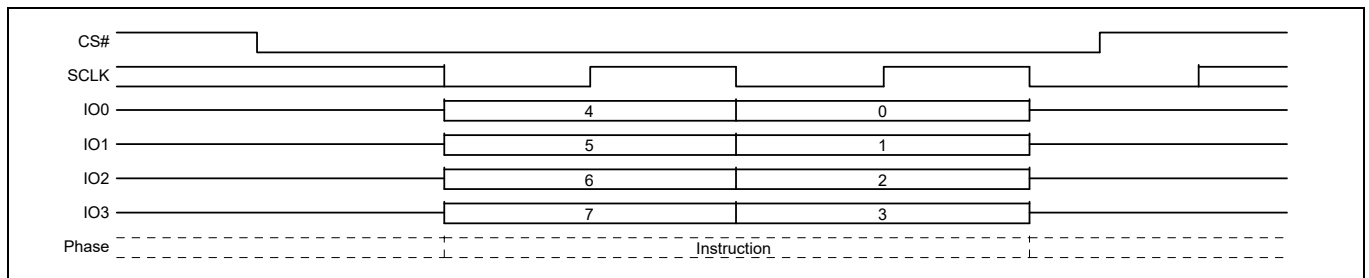 CS#
SCLK
IO0 4 0
IO1 5 1
IO2 6 2
IO3 7 3
Phase Instruction